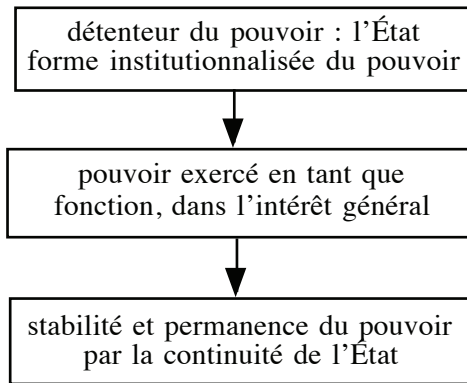 détenteur du pouvoir : l’État
forme institutionnalisée du pouvoir
pouvoir exercé en tant que
fonction, dans l’intérêt général
stabilité et permanence du pouvoir
par la continuité de l’État